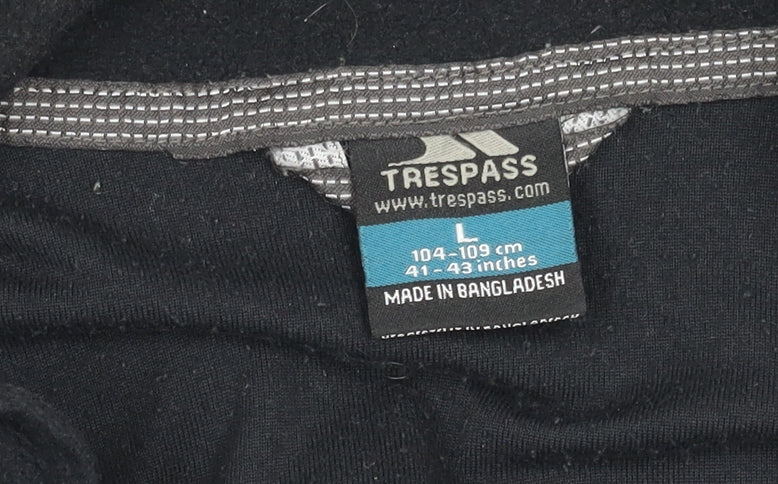 TRESPASS
www.trespass.com
L
104-109 cm
41-43 inches
MADE IN BANGLADESH